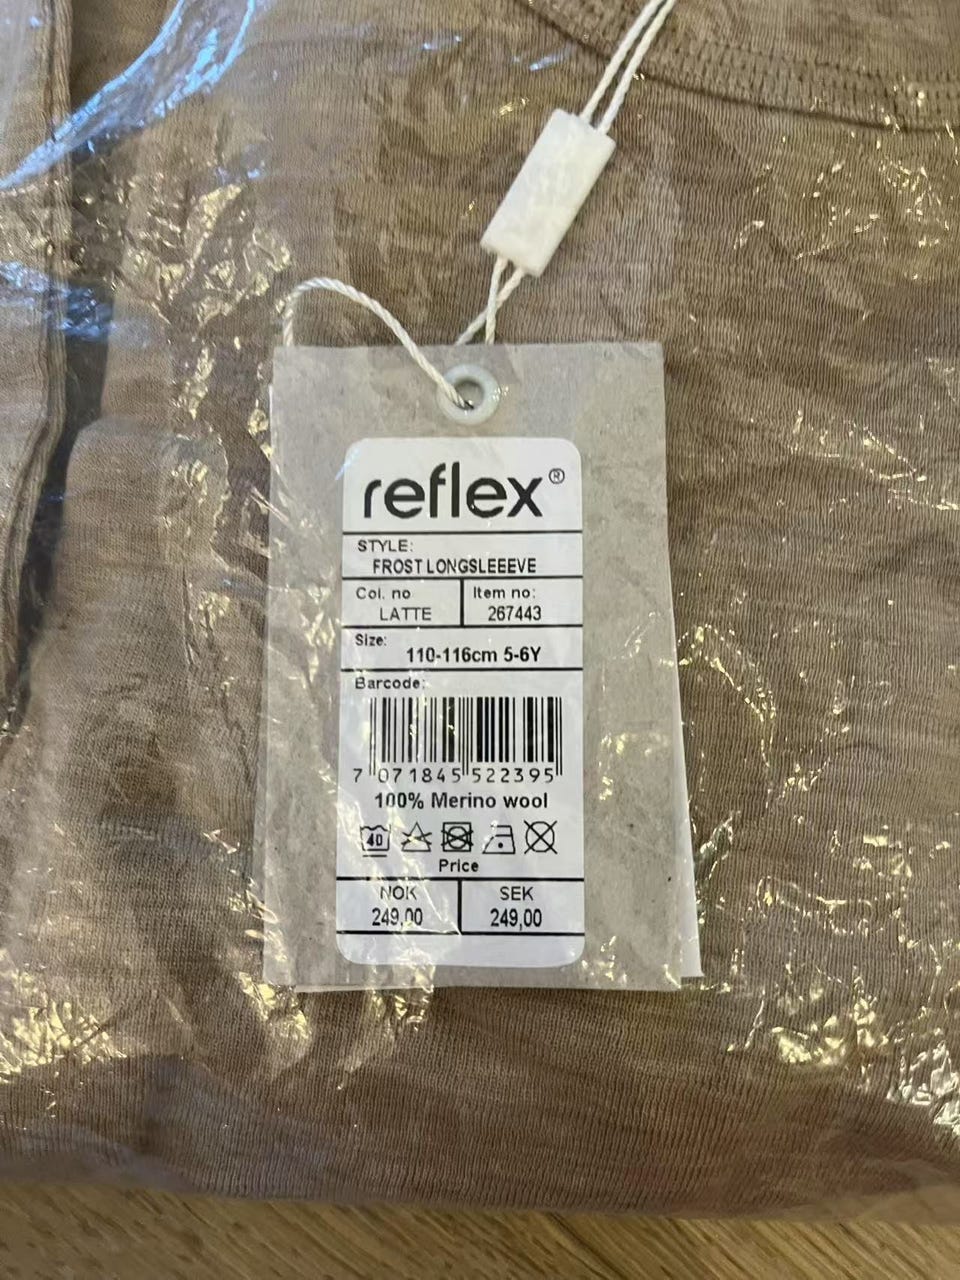 reflex®
STYLE:
FROST LONGSLEEEVE
Col. no
LATTE
Item no:
267443
Size:
110-116cm 5-6Y
Barcode:
7 071845 522395
100% Merino wool
40
Price
NOK
249,00
SEK
249,00